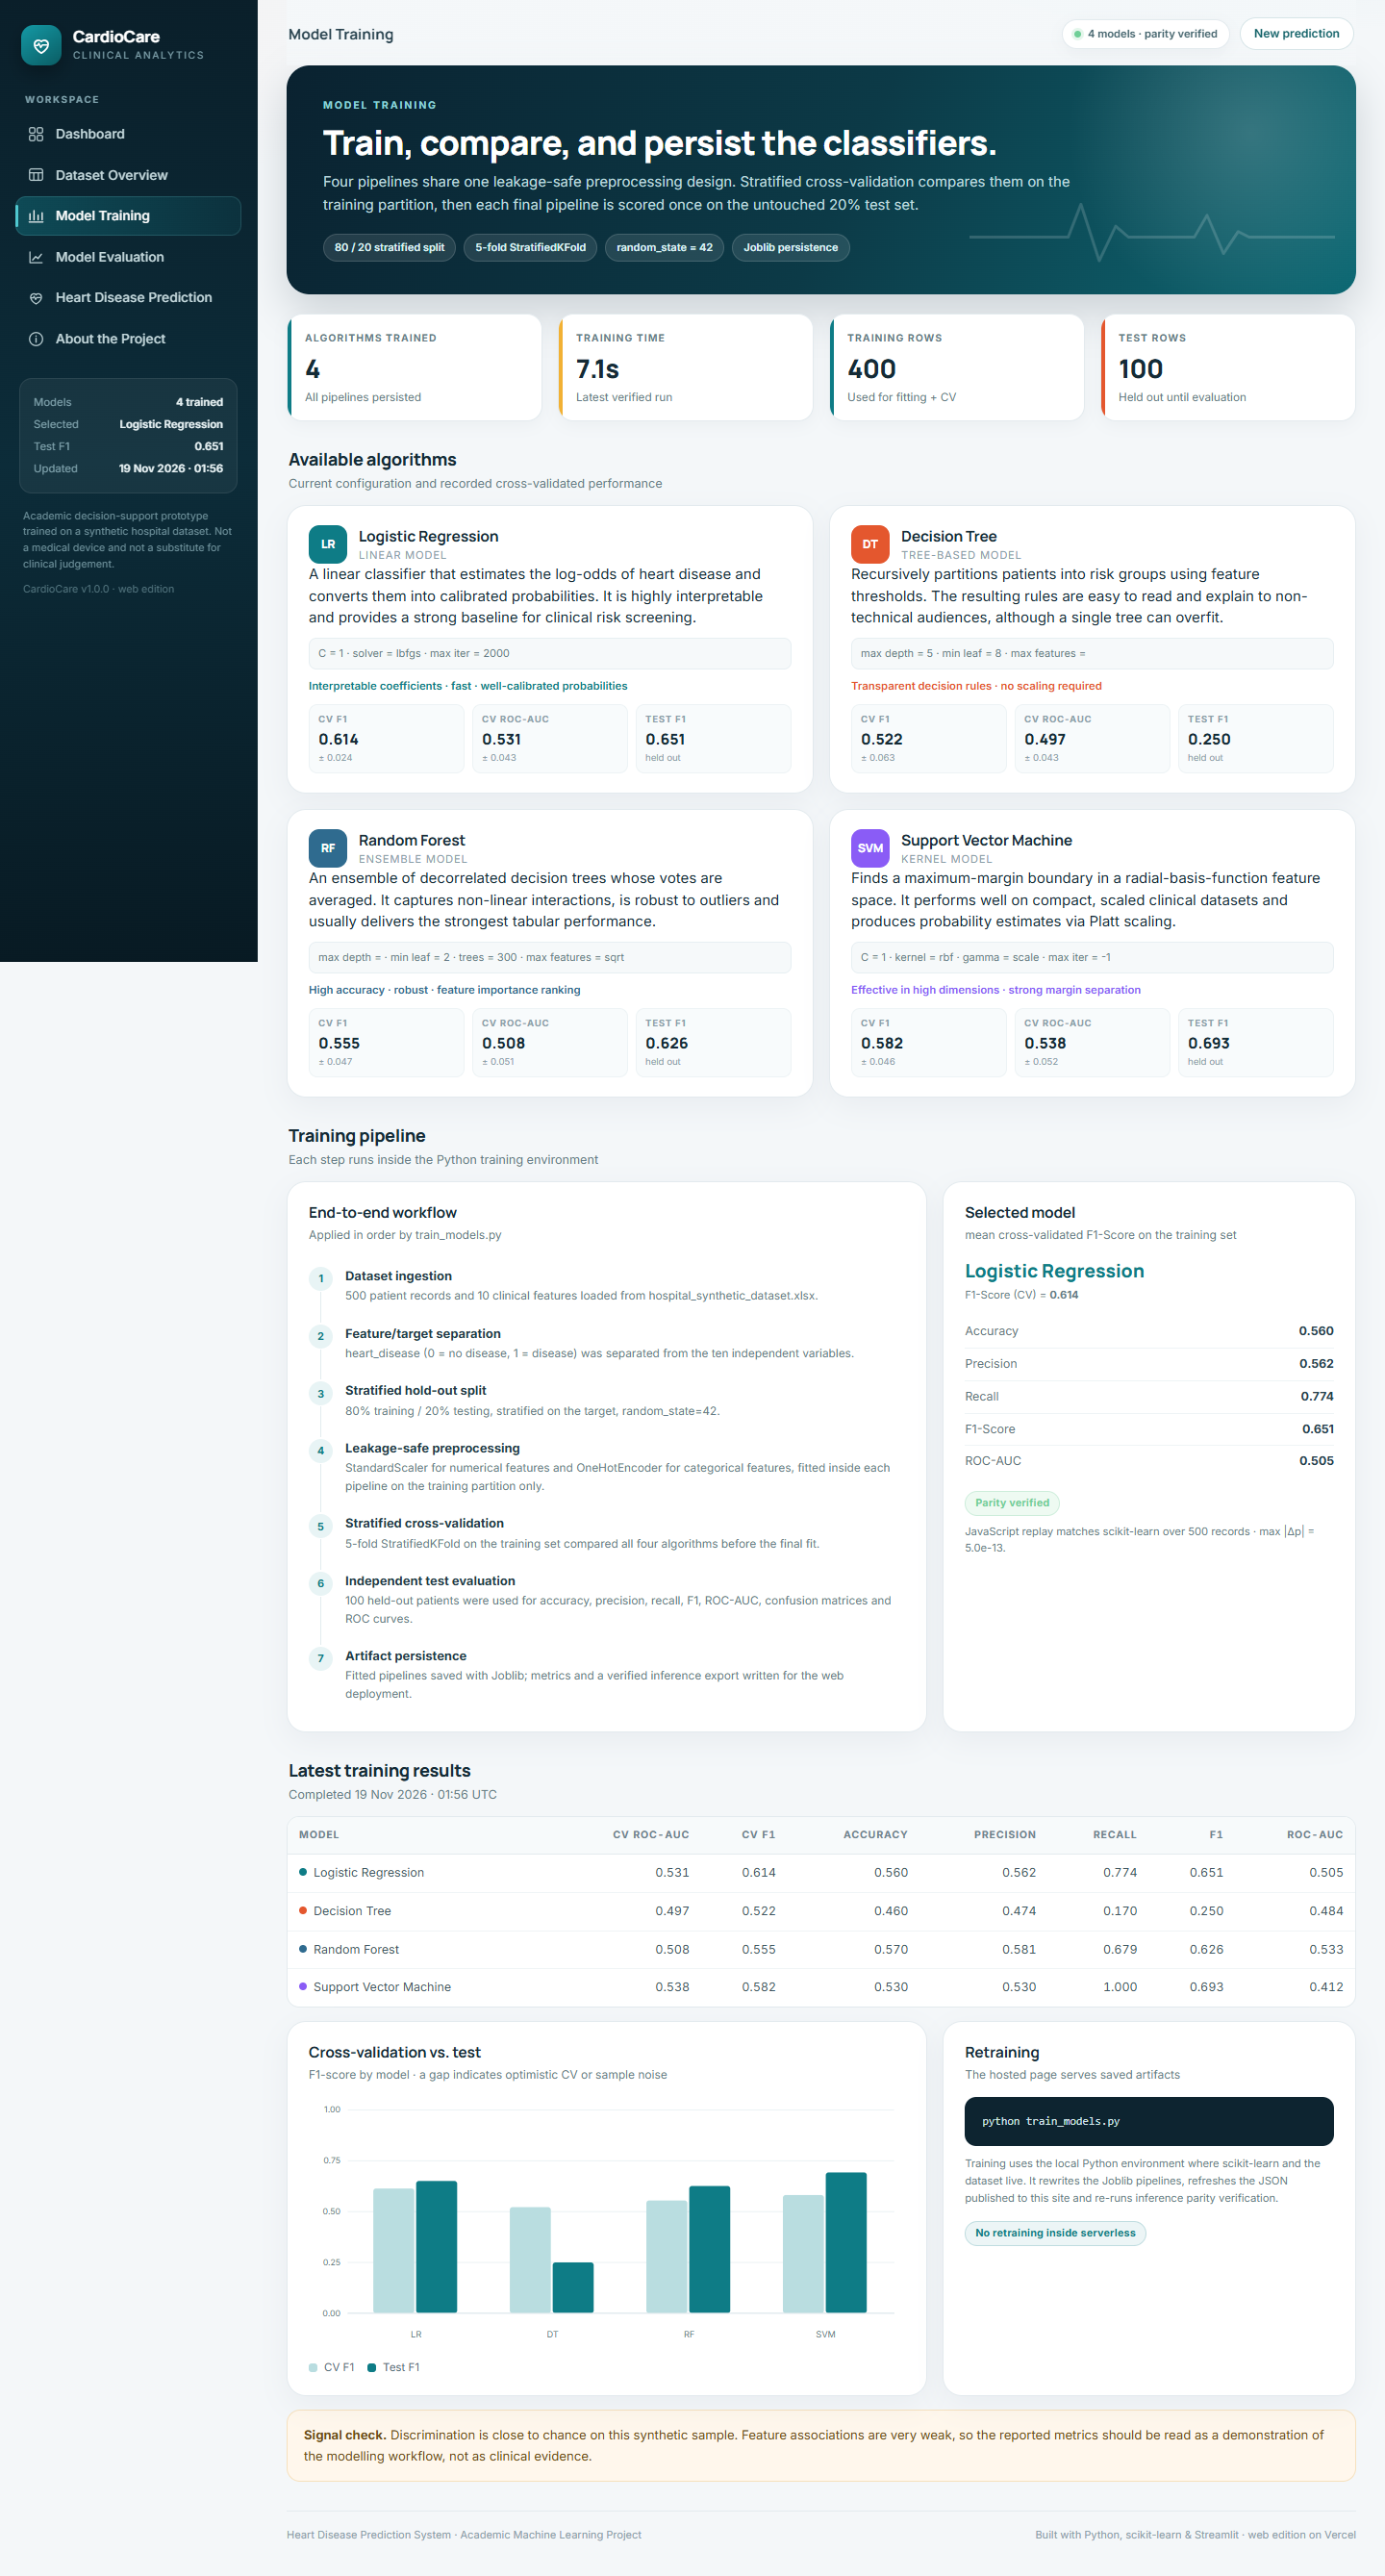 CardioCare
CLINICAL ANALYTICS
WORKSPACE
Dashboard
Dataset Overview
Model Training
Model Evaluation
Heart Disease Prediction
About the Project
Models 4 trained
Selected Logistic Regression
Test F1 0.651
Updated 19 Nov 2026 · 01:56
Academic decision-support prototype
trained on a synthetic hospital dataset. Not
a medical device and not a substitute for
clinical judgement.
CardioCare v1.0.0 · web edition
Model Training
4 models · parity verified
New prediction
MODEL TRAINING
Train, compare, and persist the classifiers.
Four pipelines share one leakage-safe preprocessing design. Stratified cross-validation compares them on the
training partition, then each final pipeline is scored once on the untouched 20% test set.
80 / 20 stratified split 5-fold StratifiedKFold random_state = 42 Joblib persistence
ALGORITHMS TRAINED
4
All pipelines persisted
TRAINING TIME
7.1s
Latest verified run
TRAINING ROWS
400
Used for fitting + CV
TEST ROWS
100
Held out until evaluation
Available algorithms
Current configuration and recorded cross-validated performance
LR
Logistic Regression
LINEAR MODEL
A linear classifier that estimates the log-odds of heart disease and
converts them into calibrated probabilities. It is highly interpretable
and provides a strong baseline for clinical risk screening.
C = 1 · solver = lbfgs · max iter = 2000
Interpretable coefficients · fast · well-calibrated probabilities
CV F1 CV ROC-AUC TEST F1
0.614 0.531 0.651
± 0.024 ± 0.043 held out
DT
Decision Tree
TREE-BASED MODEL
Recursively partitions patients into risk groups using feature
thresholds. The resulting rules are easy to read and explain to non-
technical audiences, although a single tree can overfit.
max depth = 5 · min leaf = 8 · max features =
Transparent decision rules · no scaling required
CV F1 CV ROC-AUC TEST F1
0.522 0.497 0.250
± 0.063 ± 0.043 held out
RF
Random Forest
ENSEMBLE MODEL
An ensemble of decorrelated decision trees whose votes are
averaged. It captures non-linear interactions, is robust to outliers and
usually delivers the strongest tabular performance.
max depth = · min leaf = 2 · trees = 300 · max features = sqrt
High accuracy · robust · feature importance ranking
CV F1 CV ROC-AUC TEST F1
0.555 0.508 0.626
± 0.047 ± 0.051 held out
SVM
Support Vector Machine
KERNEL MODEL
Finds a maximum-margin boundary in a radial-basis-function feature
space. It performs well on compact, scaled clinical datasets and
produces probability estimates via Platt scaling.
C = 1 · kernel = rbf · gamma = scale · max iter = -1
Effective in high dimensions · strong margin separation
CV F1 CV ROC-AUC TEST F1
0.582 0.538 0.693
± 0.046 ± 0.052 held out
Training pipeline
Each step runs inside the Python training environment
End-to-end workflow
Applied in order by train_models.py
1 Dataset ingestion
500 patient records and 10 clinical features loaded from hospital_synthetic_dataset.xlsx.
2 Feature/target separation
heart_disease (0 = no disease, 1 = disease) was separated from the ten independent variables.
3 Stratified hold-out split
80% training / 20% testing, stratified on the target, random_state=42.
4 Leakage-safe preprocessing
StandardScaler for numerical features and OneHotEncoder for categorical features, fitted inside each
pipeline on the training partition only.
5 Stratified cross-validation
5-fold StratifiedKFold on the training set compared all four algorithms before the final fit.
6 Independent test evaluation
100 held-out patients were used for accuracy, precision, recall, F1, ROC-AUC, confusion matrices and
ROC curves.
7 Artifact persistence
Fitted pipelines saved with Joblib; metrics and a verified inference export written for the web
deployment.
Selected model
mean cross-validated F1-Score on the training set
Logistic Regression
F1-Score (CV) = 0.614
Accuracy 0.560
Precision 0.562
Recall 0.774
F1-Score 0.651
ROC-AUC 0.505
Parity verified
JavaScript replay matches scikit-learn over 500 records · max |Δp| =
5.0e-13.
Latest training results
Completed 19 Nov 2026 · 01:56 UTC
MODEL CV ROC-AUC CV F1 ACCURACY PRECISION RECALL F1 ROC-AUC
Logistic Regression 0.531 0.614 0.560 0.562 0.774 0.651 0.505
Decision Tree 0.497 0.522 0.460 0.474 0.170 0.250 0.484
Random Forest 0.508 0.555 0.570 0.581 0.679 0.626 0.533
Support Vector Machine 0.538 0.582 0.530 0.530 1.000 0.693 0.412
Cross-validation vs. test
F1-score by model · a gap indicates optimistic CV or sample noise
1.00
0.75
0.50
0.25
0.00
LR DT RF SVM
CV F1 Test F1
Retraining
The hosted page serves saved artifacts
python train_models.py
Training uses the local Python environment where scikit-learn and the
dataset live. It rewrites the Joblib pipelines, refreshes the JSON
published to this site and re-runs inference parity verification.
No retraining inside serverless
Signal check. Discrimination is close to chance on this synthetic sample. Feature associations are very weak, so the reported metrics should be read as a demonstration of
the modelling workflow, not as clinical evidence.
Heart Disease Prediction System · Academic Machine Learning Project
Built with Python, scikit-learn & Streamlit · web edition on Vercel